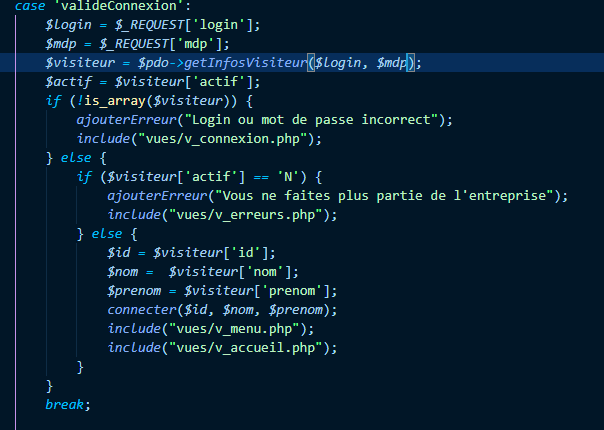 case 'valideConnexion':
$login = $_REQUEST['login'];
$mdp = $_REQUEST['mdp'];
$visiteur = $pdo->getInfosVisiteur($login, $mdp);
$actif = $visiteur['actif'];
if (!is_array($visiteur)) {
ajouterErreur("Login ou mot de passe incorrect");
include("vues/v_connexion.php");
} else {
if ($visiteur['actif'] == 'N') {
ajouterErreur("Vous ne faites plus partie de l'entreprise");
include("vues/v_erreurs.php");
} else {
$id = $visiteur['id'];
$nom =  $visiteur['nom'];
$prenom = $visiteur['prenom'];
connecter($id, $nom, $prenom);
include("vues/v_menu.php");
include("vues/v_accueil.php");
}
}
break;